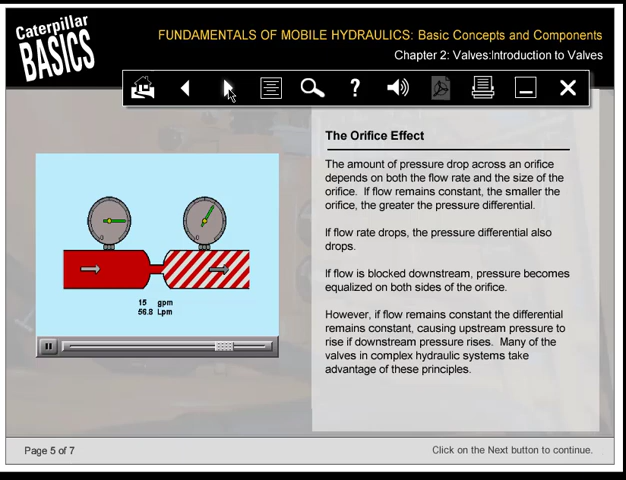 Caterpillar
BASICS
FUNDAMENTALS OF MOBILE HYDRAULICS: Basic Concepts and Components
Chapter 2: Valves:Introduction to Valves
?
The Orifice Effect
The amount of pressure drop across an orifice
depends on both the flow rate and the size of the
orifice.  If flow remains constant, the smaller the
orifice, the greater the pressure differential.
If flow rate drops, the pressure differential also
drops.
If flow is blocked downstream, pressure becomes
equalized on both sides of the orifice.
However, if flow remains constant the differential
remains constant, causing upstream pressure to
rise if downstream pressure rises.  Many of the
valves in complex hydraulic systems take
advantage of these principles.
15 gpm
56.8 Lpm
Page 5 of 7
Click on the Next button to continue.